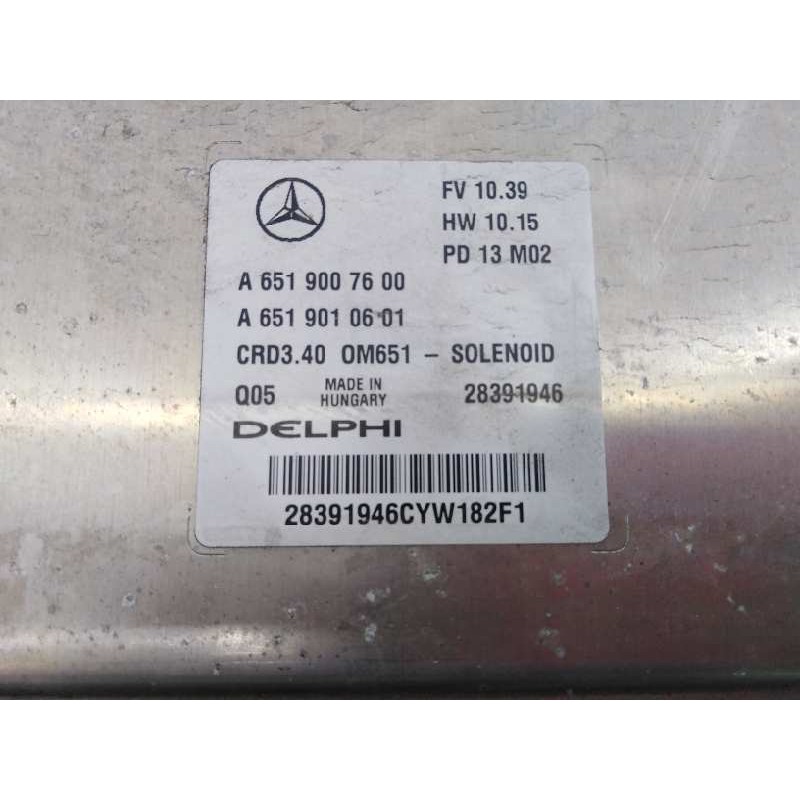 FV 10.39
HW 10.15
PD 13 M02
A 651 900 76 00
A 651 901 06 01
CRD3.40 OM651 - SOLENOID
Q05 MADE IN HUNGARY 28391946
DELPHI
28391946CYW182F1